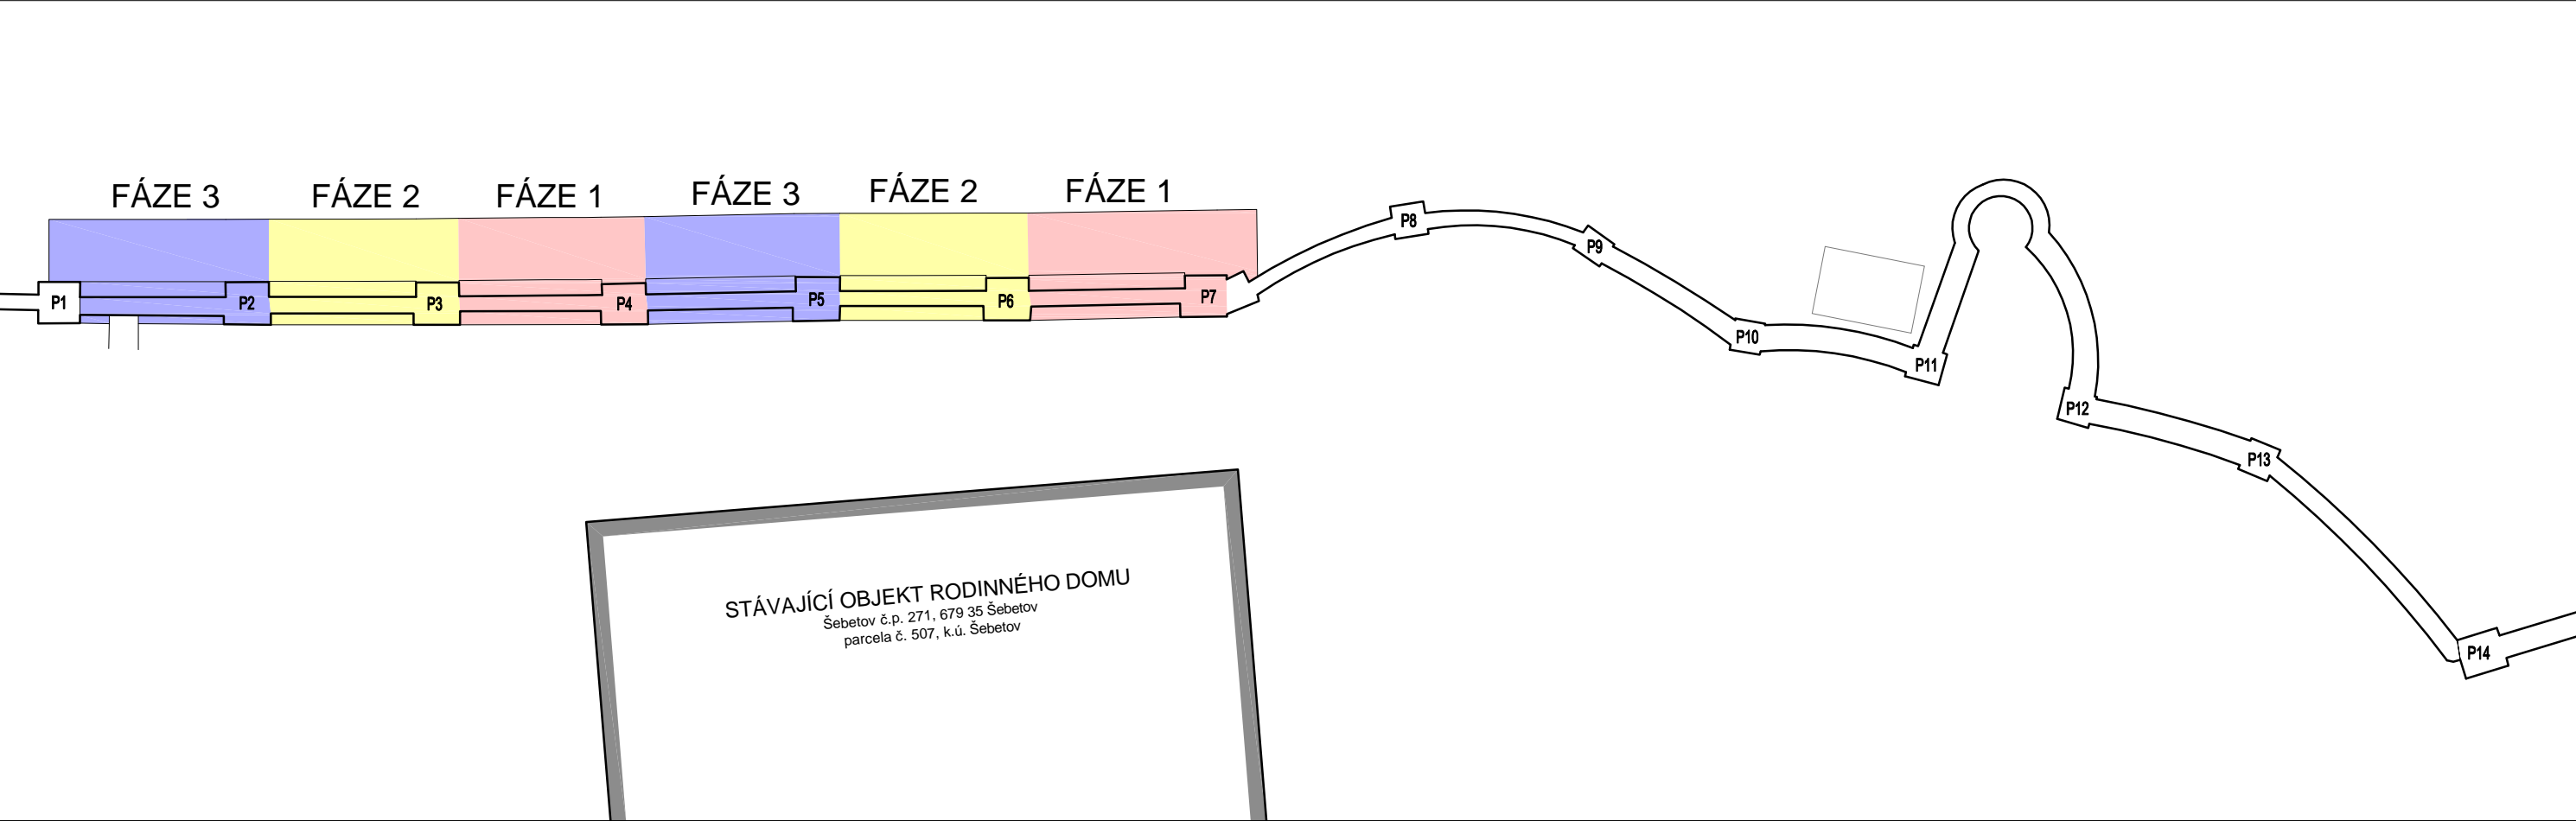 FÁZE 3
FÁZE 2
FÁZE 1
FÁZE 3
FÁZE 2
FÁZE 1
P1
P2
P3
P4
P5
P6
P7
P8
P9
P10
P11
P12
P13
P14
STÁVAJÍCÍ OBJEKT RODINNÉHO DOMU
Šebetov č.p. 271, 679 35 Šebetov
parcela č. 507, k.ú. Šebetov